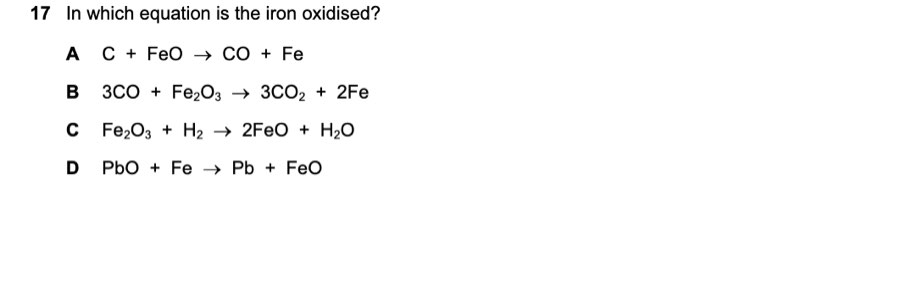 17 In which equation is the iron oxidised?
A C + FeO → CO + Fe
B 3CO + Fe₂O₃ → 3CO₂ + 2Fe
C Fe₂O₃ + H₂ → 2FeO + H₂O
D PbO + Fe → Pb + FeO